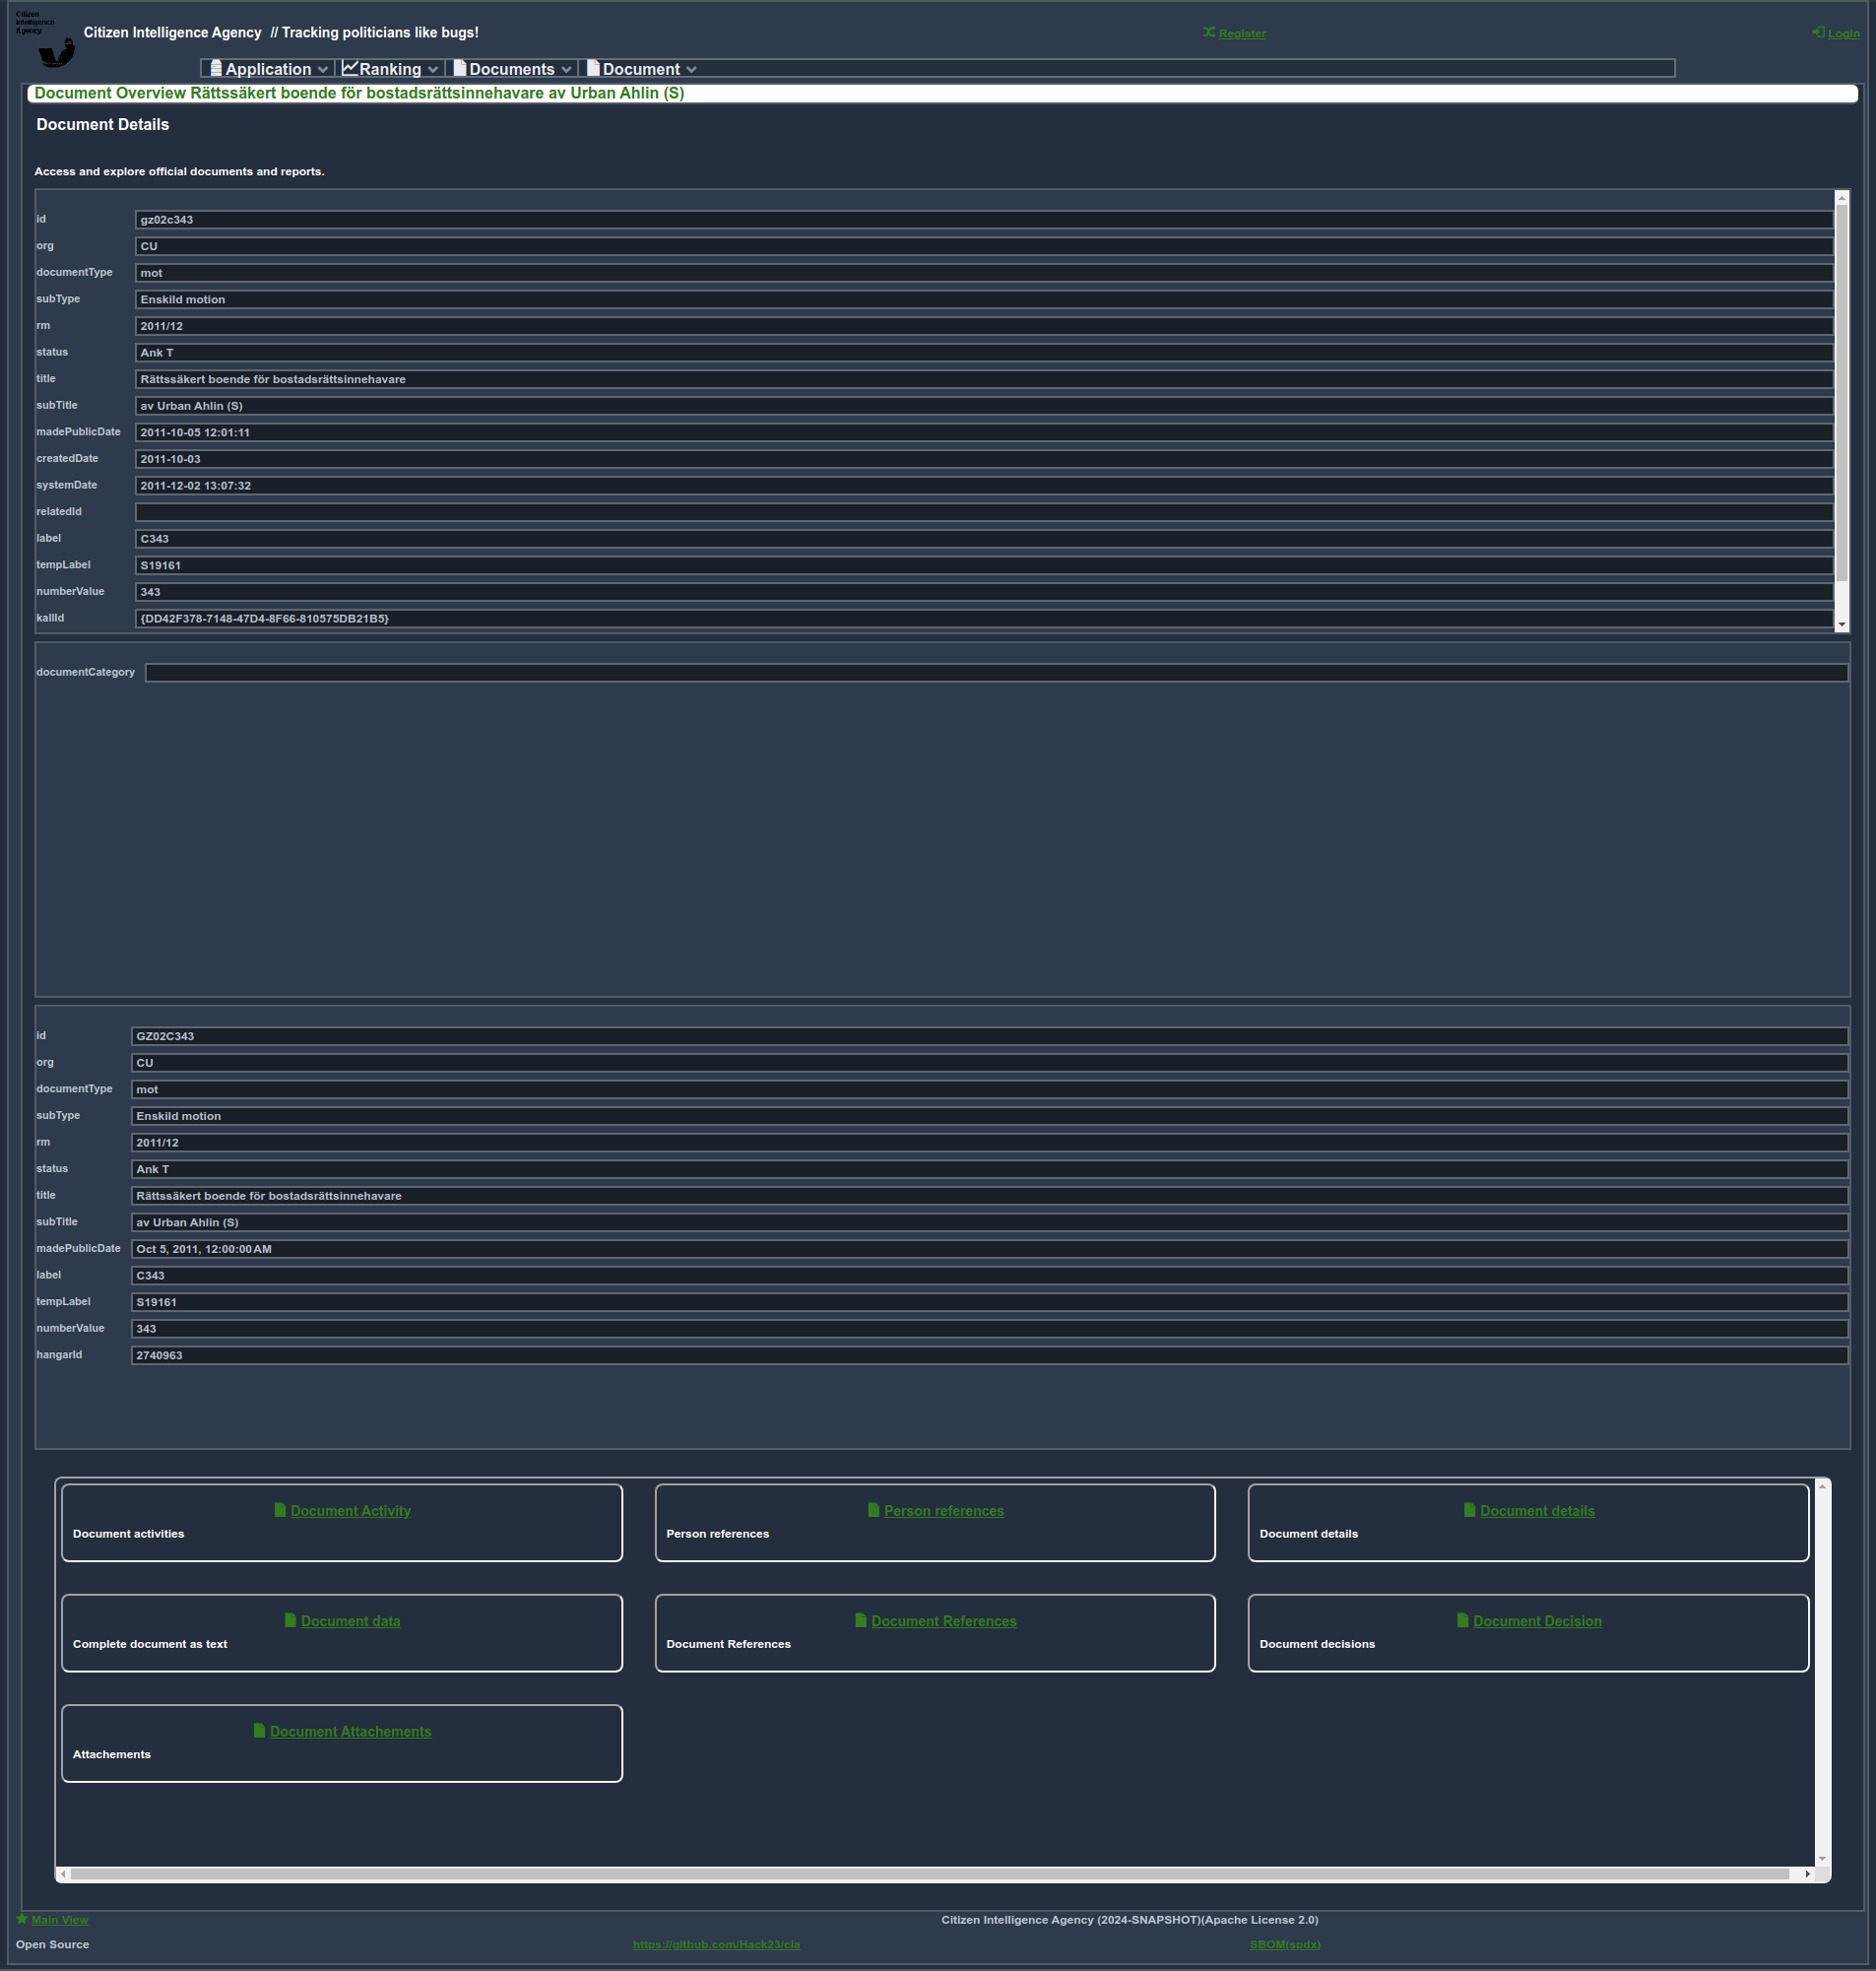 Citizen
Intelligence
Agency
Citizen Intelligence Agency // Tracking politicians like bugs!
Register
Login
Application Ranking Documents Document
Document Overview Rättssäkert boende för bostadsrättsinnehavare av Urban Ahlin (S)
Document Details
Access and explore official documents and reports.
id gz02c343
org CU
documentType mot
subType Enskild motion
rm 2011/12
status Ank T
title Rättssäkert boende för bostadsrättsinnehavare
subTitle av Urban Ahlin (S)
madePublicDate 2011-10-05 12:01:11
createdDate 2011-10-03
systemDate 2011-12-02 13:07:32
relatedId
label C343
tempLabel S19161
numberValue 343
kallId {DD42F378-7148-47D4-8F66-810575DB21B5}
documentCategory
id GZ02C343
org CU
documentType mot
subType Enskild motion
rm 2011/12
status Ank T
title Rättssäkert boende för bostadsrättsinnehavare
subTitle av Urban Ahlin (S)
madePublicDate Oct 5, 2011, 12:00:00 AM
label C343
tempLabel S19161
numberValue 343
hangarId 2740963
Document Activity
Document activities
Person references
Person references
Document details
Document details
Document data
Complete document as text
Document References
Document References
Document Decision
Document decisions
Document Attachements
Attachements
Main View
Citizen Intelligence Agency (2024-SNAPSHOT)(Apache License 2.0)
Open Source
https://github.com/Hack23/cia
SBOM(spdx)